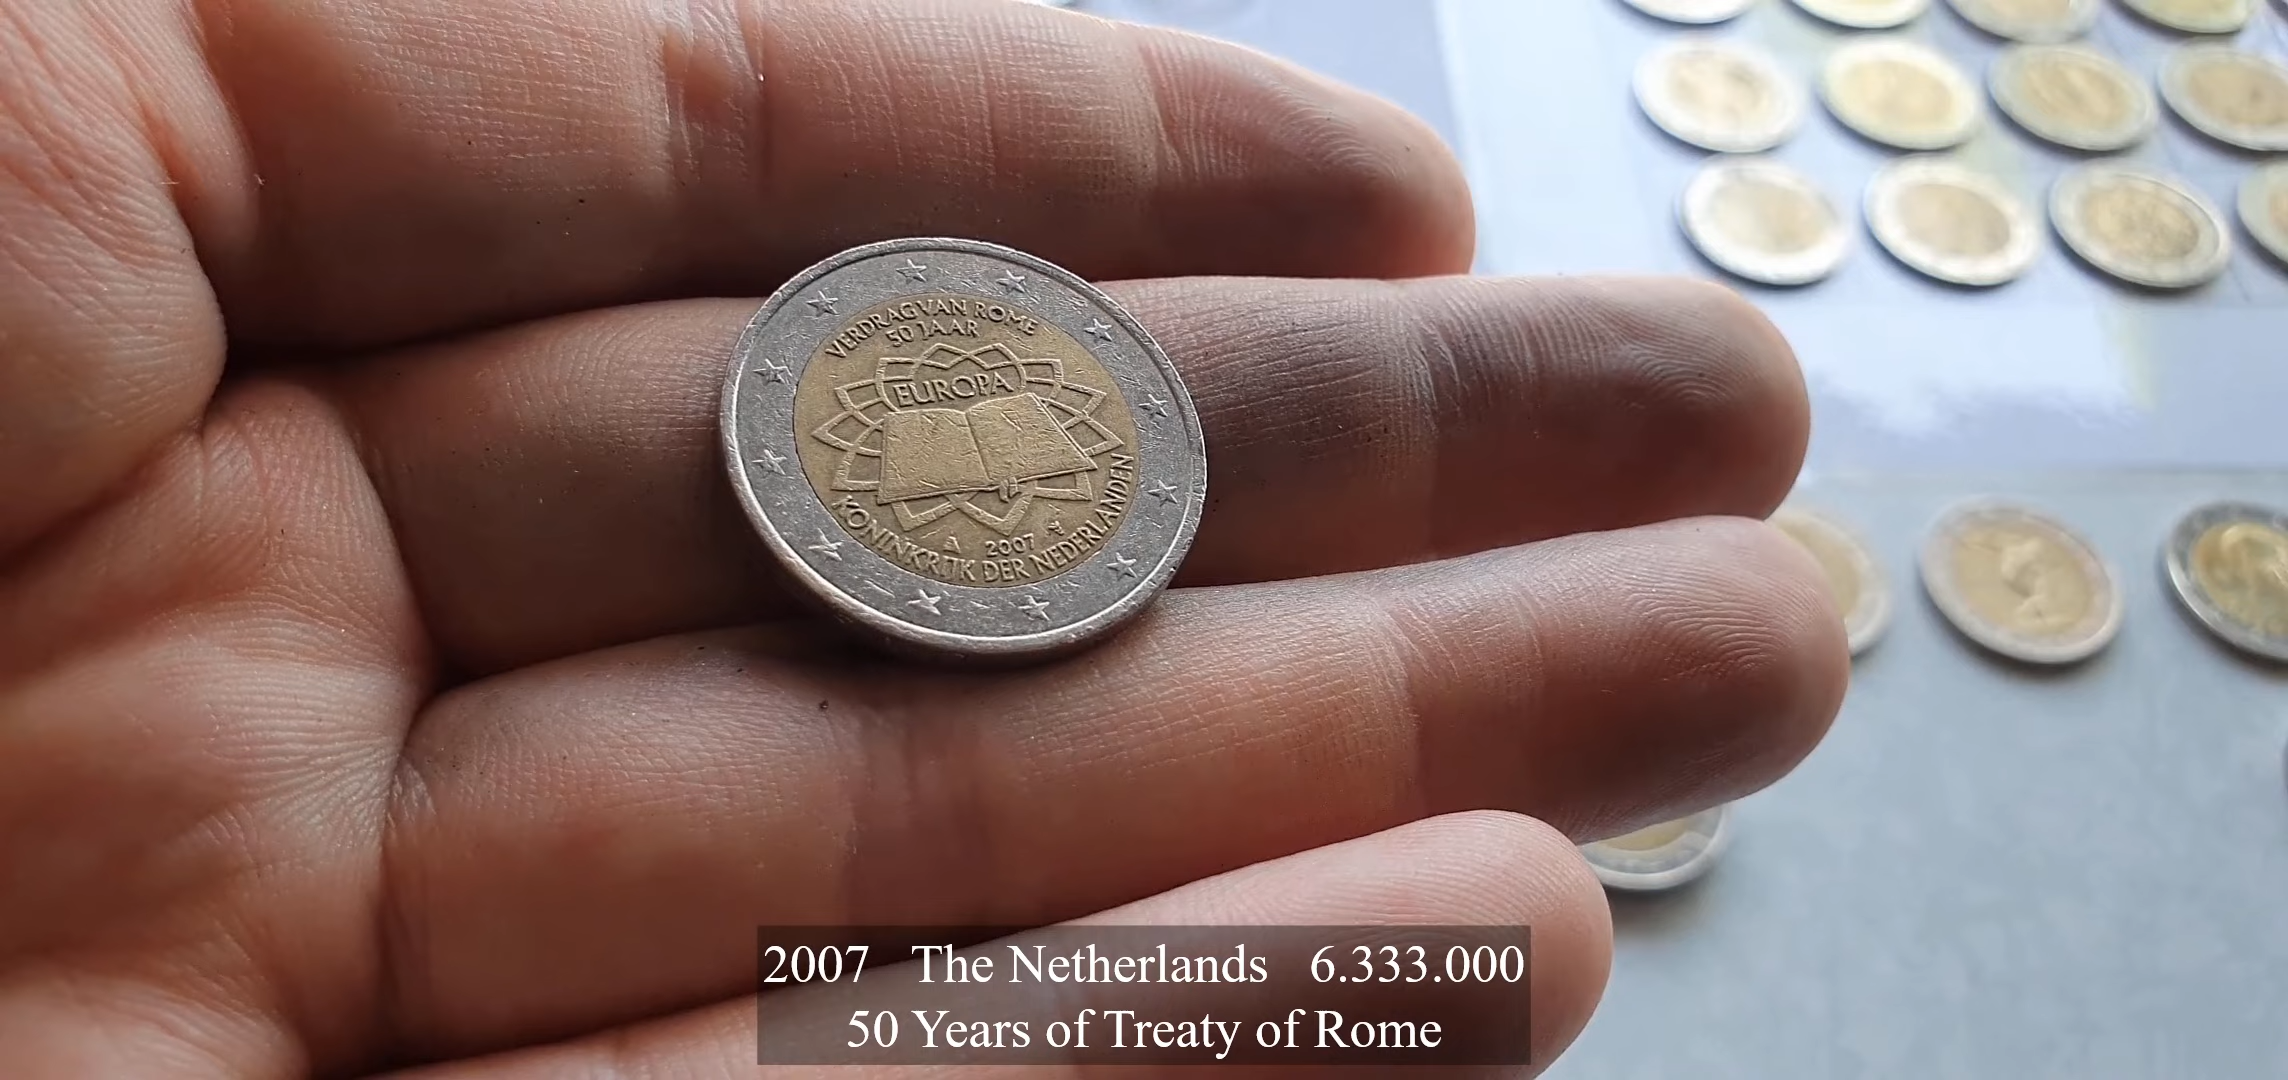 VERDRAG VAN ROME
50 JAAR
EUROPA
2007
KONINKRIJK DER NEDERLANDEN
2007 The Netherlands 6.333.000
50 Years of Treaty of Rome